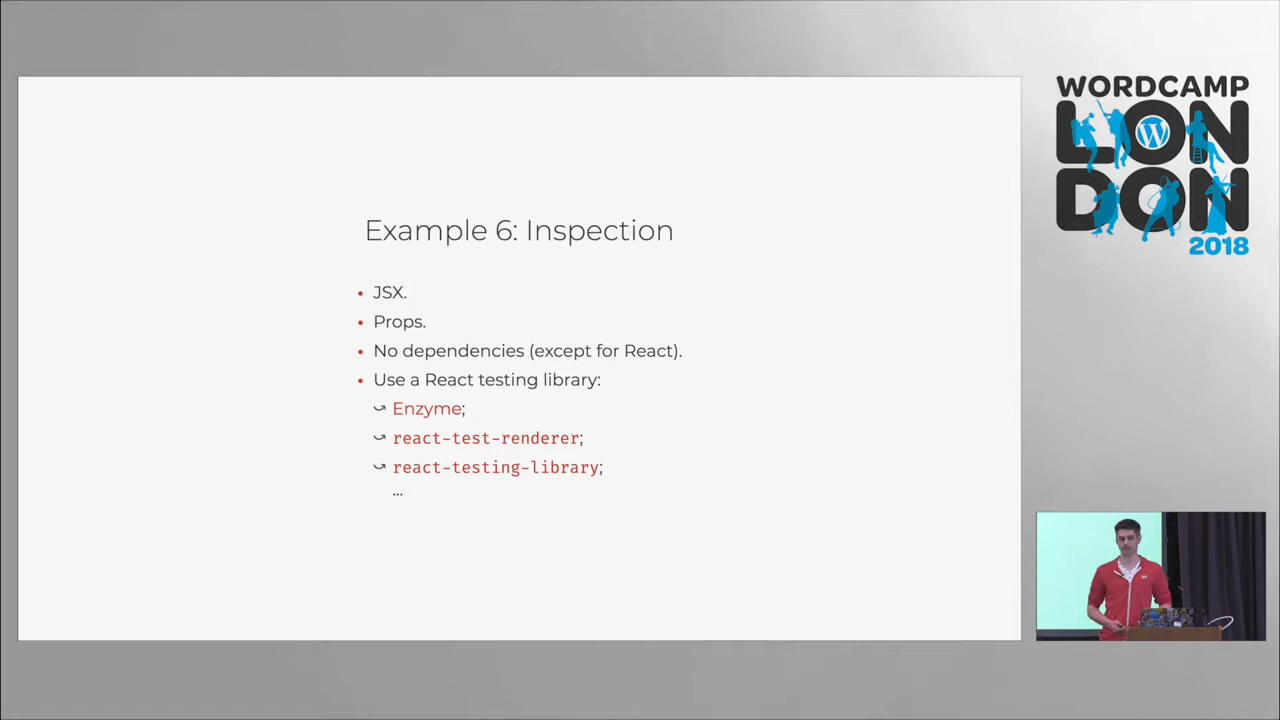 Example 6: Inspection
• JSX.
• Props.
• No dependencies (except for React).
• Use a React testing library:
⤻ Enzyme;
⤻ react-test-renderer;
⤻ react-testing-library;
...
WORDCAMP
LON
DON
2018